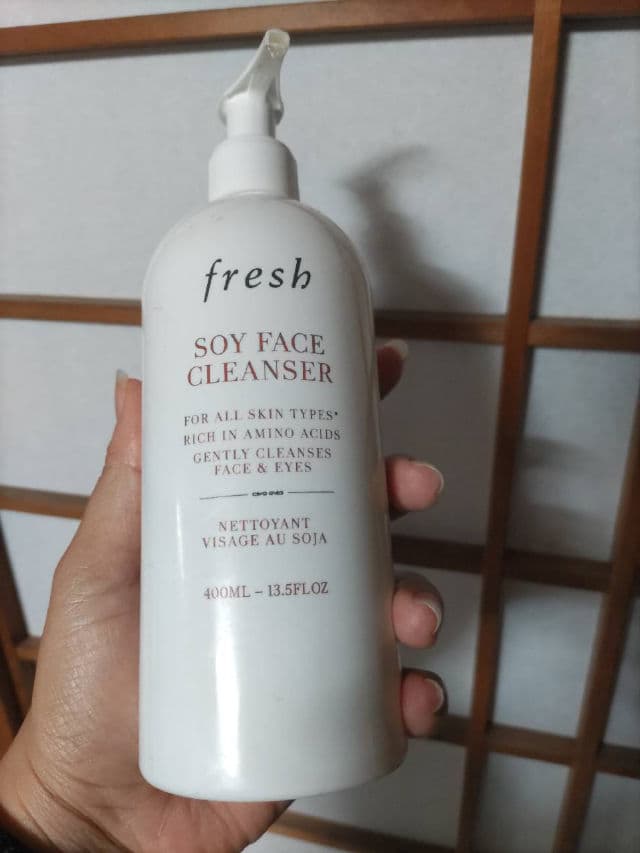 fresh
SOY FACE
CLEANSER
FOR ALL SKIN TYPES*
RICH IN AMINO ACIDS
GENTLY CLEANSES
FACE & EYES
NETTOYANT
VISAGE AU SOJA
400ML – 13.5FLOZ